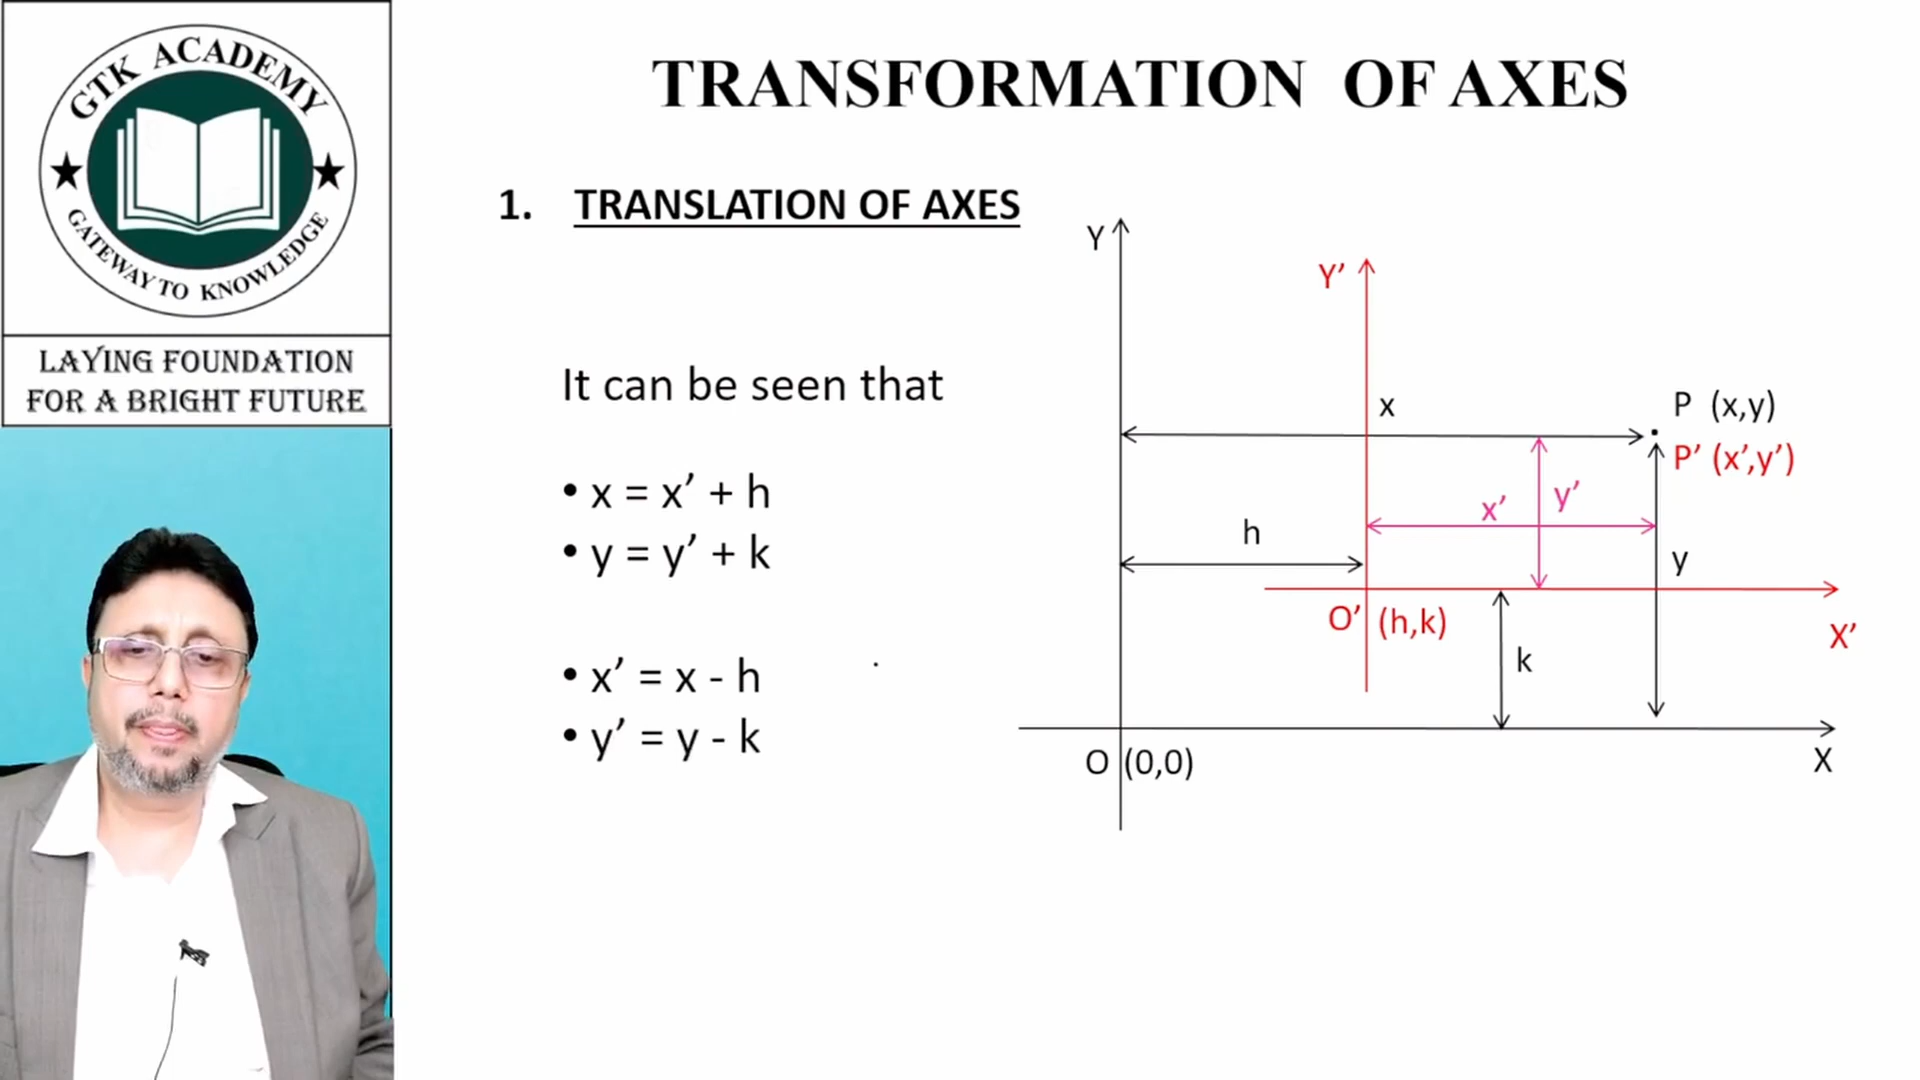 GTK ACADEMY
GATEWAY TO KNOWLEDGE
LAYING FOUNDATION
FOR A BRIGHT FUTURE
TRANSFORMATION OF AXES
1. TRANSLATION OF AXES
It can be seen that
• x = x’ + h
• y = y’ + k
• x’ = x - h
• y’ = y - k
Y
Y’
x
P (x,y)
P’ (x’,y’)
x’
y’
h
y
O’ (h,k)
X’
k
O (0,0)
X